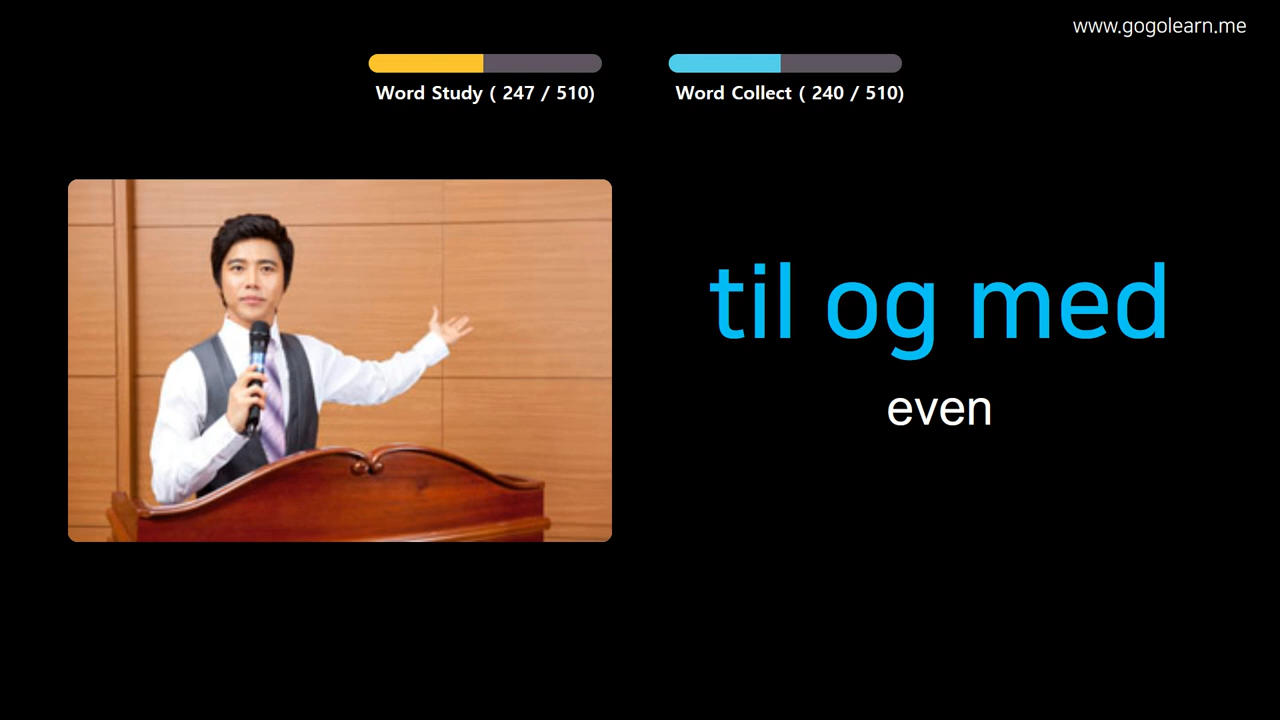 www.gogolearn.me
Word Study ( 247 / 510)
Word Collect ( 240 / 510)
til og med
even